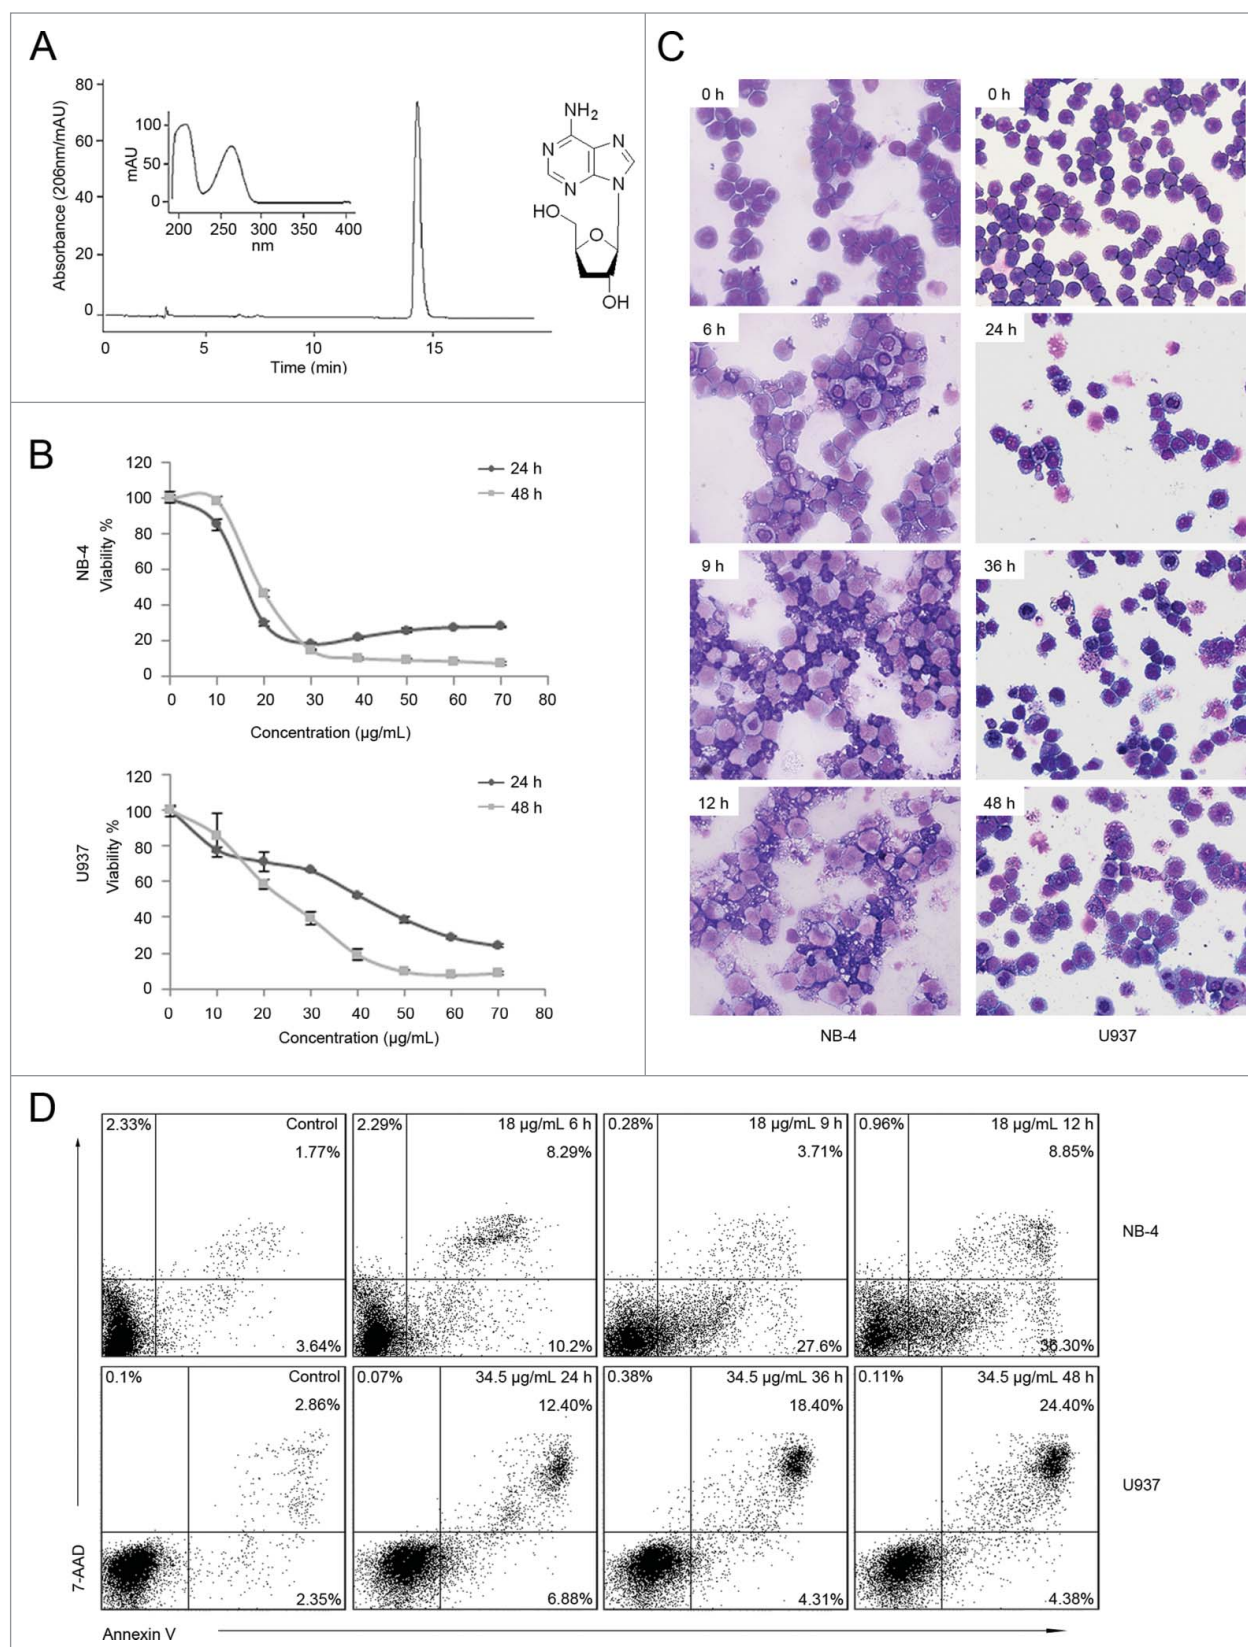 A
Absorbance (206nm/mAU)
80
60
40
20
0
0 5 10 15
Time (min)
mAU
100
50
0
200 250 300 350 400
nm
NH₂
N
N
N
N
HO
O
OH
B
NB-4
Viability %
120
100
80
60
40
20
0
0 10 20 30 40 50 60 70 80
Concentration (µg/mL)
24 h
48 h
U937
Viability %
120
100
80
60
40
20
0
0 10 20 30 40 50 60 70 80
Concentration (µg/mL)
24 h
48 h
C
0 h
0 h
6 h
24 h
9 h
36 h
12 h
48 h
NB-4
U937
D
2.33% Control
1.77%
3.64%
2.29% 18 µg/mL 6 h
8.29%
10.2%
0.28% 18 µg/mL 9 h
3.71%
27.6%
0.96% 18 µg/mL 12 h
8.85%
36.30%
NB-4
0.1% Control
2.86%
2.35%
0.07% 34.5 µg/mL 24 h
12.40%
6.88%
0.38% 34.5 µg/mL 36 h
18.40%
4.31%
0.11% 34.5 µg/mL 48 h
24.40%
4.38%
U937
7-AAD
Annexin V